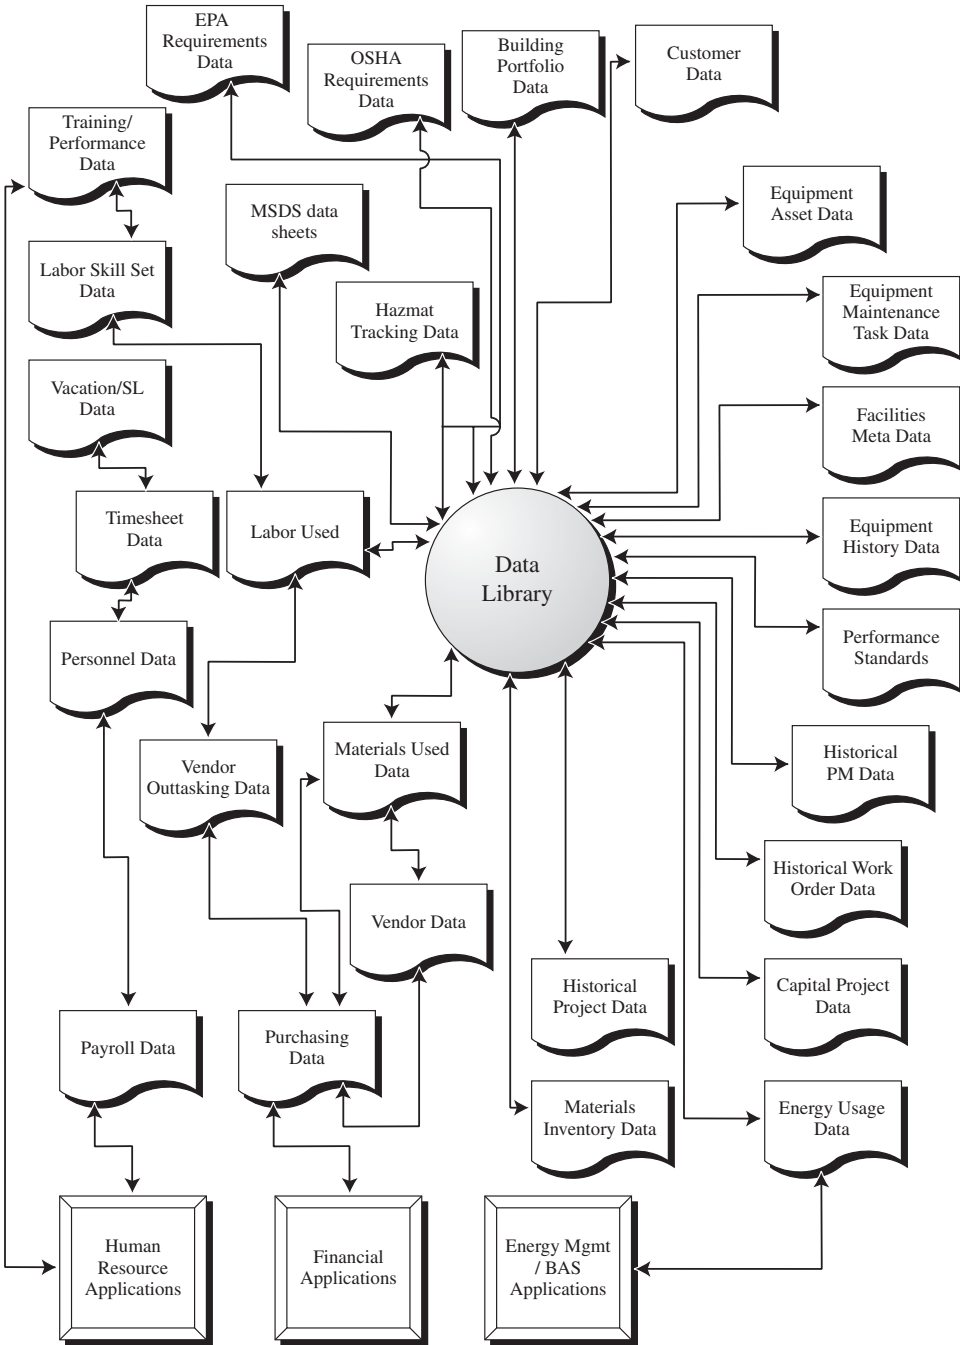 EPA
Requirements
Data
OSHA
Requirements
Data
Building
Portfolio
Data
Customer
Data
Training/
Performance
Data
MSDS data
sheets
Equipment
Asset Data
Labor Skill Set
Data
Hazmat
Tracking Data
Equipment
Maintenance
Task Data
Vacation/SL
Data
Facilities
Meta Data
Timesheet
Data
Labor Used
Data
Library
Equipment
History Data
Personnel Data
Performance
Standards
Vendor
Outtasking Data
Materials Used
Data
Historical
PM Data
Vendor Data
Historical Work
Order Data
Historical
Project Data
Capital Project
Data
Payroll Data
Purchasing
Data
Materials
Inventory Data
Energy Usage
Data
Human
Resource
Applications
Financial
Applications
Energy Mgmt
/ BAS
Applications